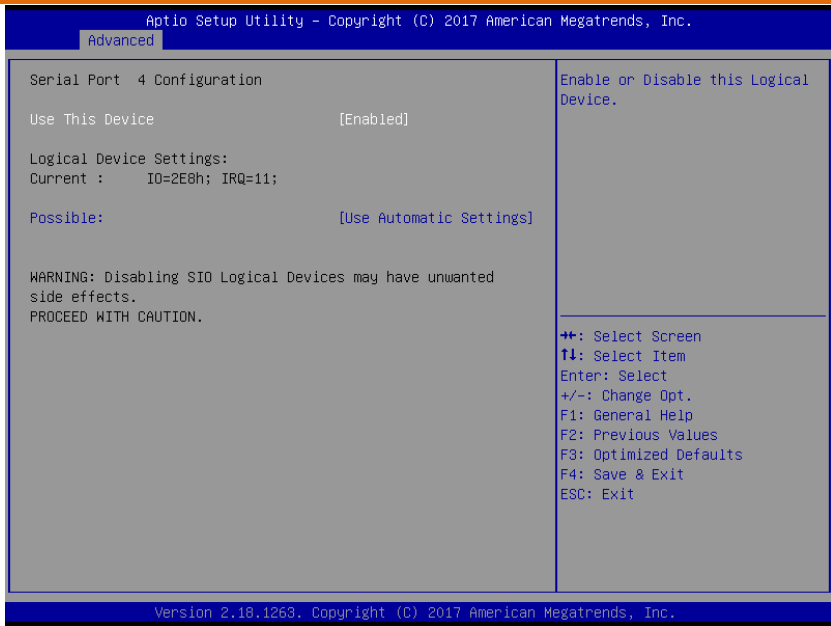 Aptio Setup Utility – Copyright (C) 2017 American Megatrends, Inc.
Advanced
Serial Port  4 Configuration
Use This Device [Enabled]
Logical Device Settings:
Current : IO=2E8h; IRQ=11;
Possible: [Use Automatic Settings]
WARNING: Disabling SIO Logical Devices may have unwanted
side effects.
PROCEED WITH CAUTION.
Enable or Disable this Logical
Device.
→←: Select Screen
↑↓: Select Item
Enter: Select
+/-: Change Opt.
F1: General Help
F2: Previous Values
F3: Optimized Defaults
F4: Save & Exit
ESC: Exit
Version 2.18.1263. Copyright (C) 2017 American Megatrends, Inc.